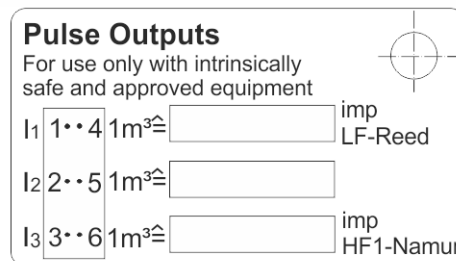 Pulse Outputs
For use only with intrinsically
safe and approved equipment
I1 1••4 1m³≙ imp
LF-Reed
I2 2••5 1m³≙
I3 3••6 1m³≙ imp
HF1-Namur